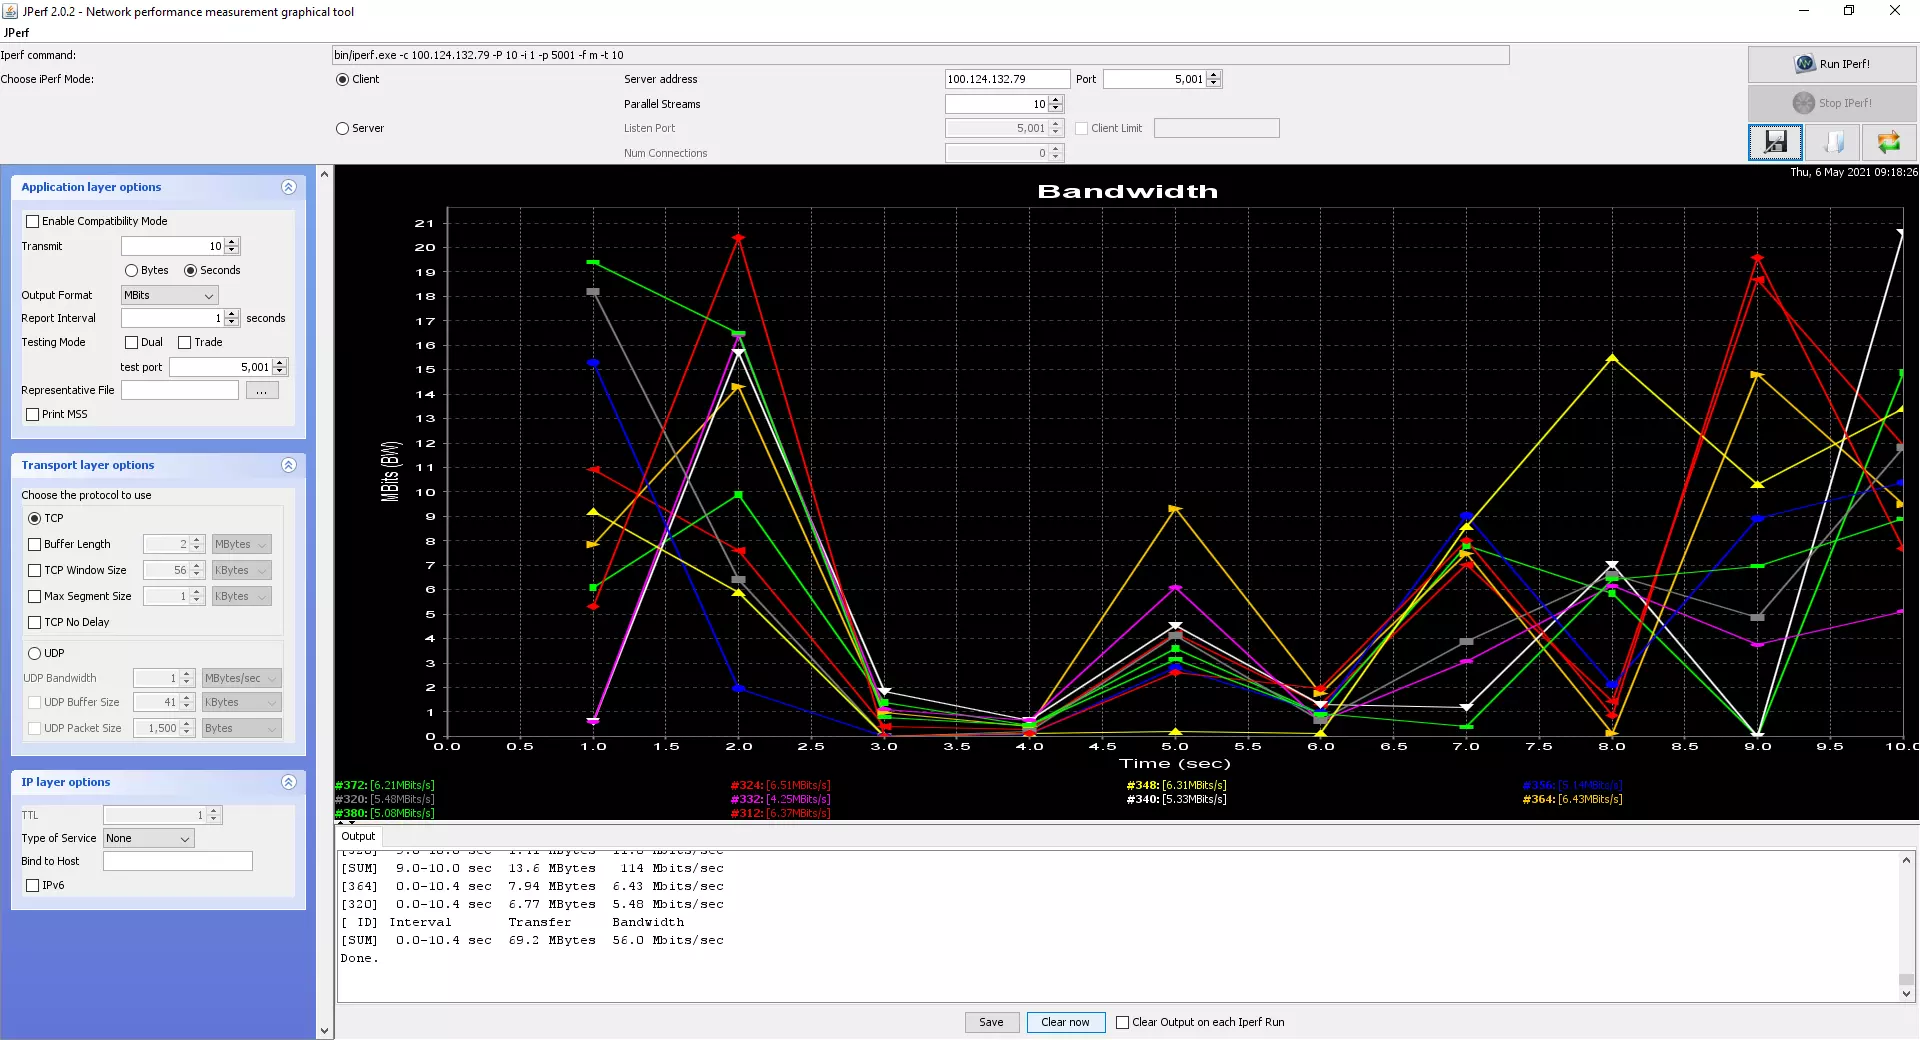 JPerf 2.0.2 - Network performance measurement graphical tool
JPerf
Iperf command:
bin/iperf.exe -c 100.124.132.79 -P 10 -i 1 -p 5001 -f m -t 10
Choose iPerf Mode:
Client
Server address
100.124.132.79
Port
5,001
Parallel Streams
10
Server
Listen Port
5,001
Client Limit
Num Connections
0
Run IPerf!
Stop IPerf!
Application layer options
Enable Compatibility Mode
Transmit
10
Bytes
Seconds
Output Format
MBits
Report Interval
1
seconds
Testing Mode
Dual
Trade
test port
5,001
Representative File
...
Print MSS
Transport layer options
Choose the protocol to use
TCP
Buffer Length
2
MBytes
TCP Window Size
56
KBytes
Max Segment Size
1
KBytes
TCP No Delay
UDP
UDP Bandwidth
1
MBytes/sec
UDP Buffer Size
41
KBytes
UDP Packet Size
1,500
Bytes
IP layer options
TTL
1
Type of Service
None
Bind to Host
IPv6
Thu, 6 May 2021 09:18:26
Bandwidth
21
20
19
18
17
16
15
14
13
12
11
10
9
8
7
6
5
4
3
2
1
0
MBits (BW)
0.0 0.5 1.0 1.5 2.0 2.5 3.0 3.5 4.0 4.5 5.0 5.5 6.0 6.5 7.0 7.5 8.0 8.5 9.0 9.5 10.0
Time (sec)
#372: [6.21MBits/s] #324: [6.51MBits/s] #348: [6.31MBits/s] #356: [5.14MBits/s]
#320: [5.48MBits/s] #332: [4.25MBits/s] #340: [5.33MBits/s] #364: [6.43MBits/s]
#380: [5.08MBits/s] #312: [6.37MBits/s]
Output
[SUM] 9.0-10.0 sec 13.6 MBytes 114 Mbits/sec
[364] 0.0-10.4 sec 7.94 MBytes 6.43 Mbits/sec
[320] 0.0-10.4 sec 6.77 MBytes 5.48 Mbits/sec
[ ID] Interval Transfer Bandwidth
[SUM] 0.0-10.4 sec 69.2 MBytes 56.0 Mbits/sec
Done.
Save
Clear now
Clear Output on each Iperf Run